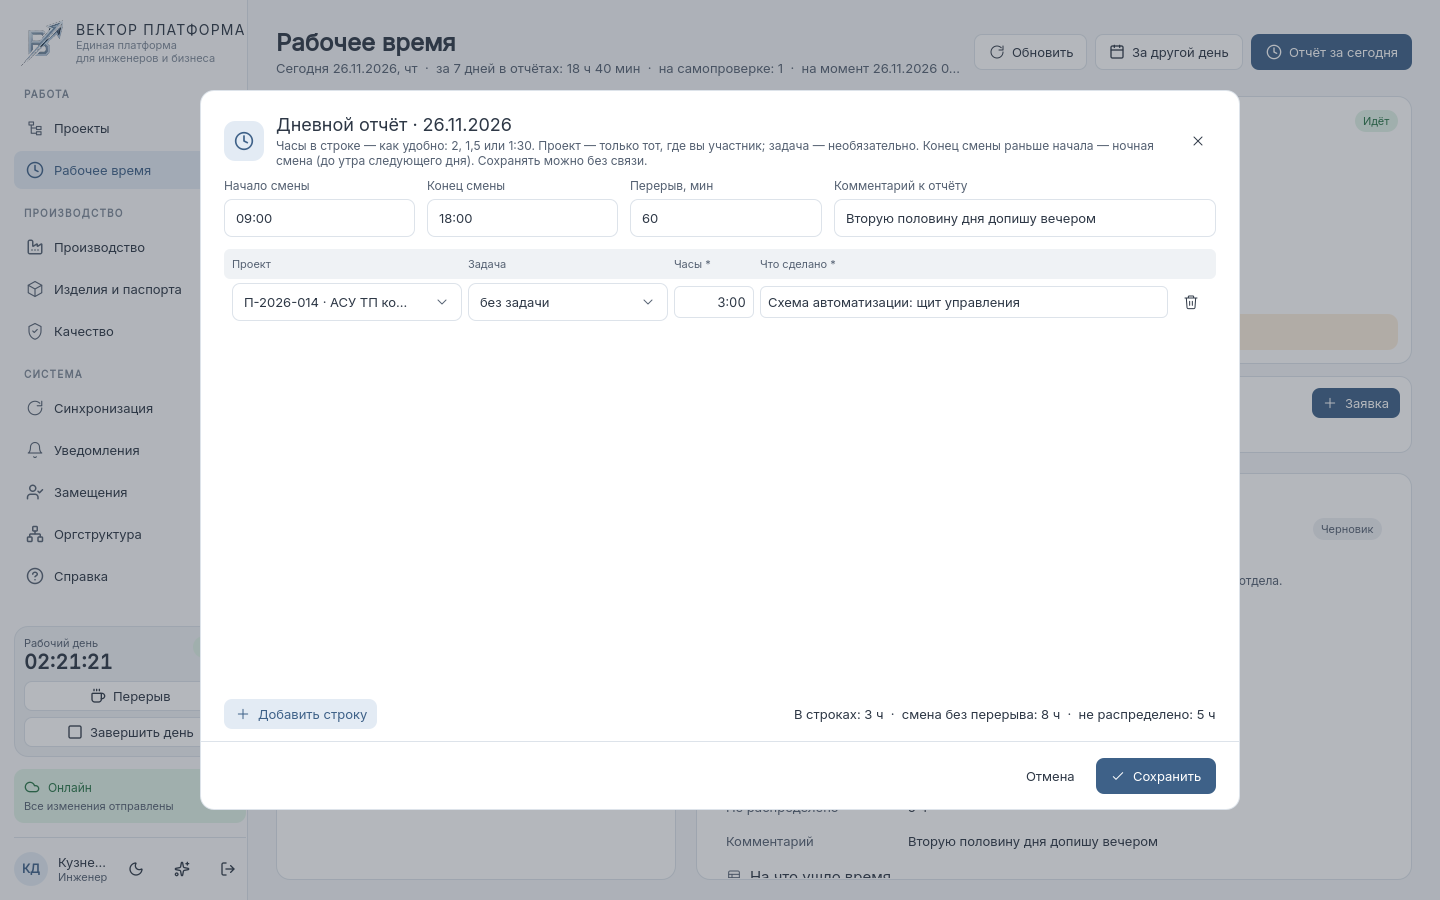 ВЕКТОР ПЛАТФОРМА
Единая платформа
для инженеров и бизнеса
РАБОТА
Проекты
Рабочее время
ПРОИЗВОДСТВО
Производство
Изделия и паспорта
Качество
СИСТЕМА
Синхронизация
Уведомления
Замещения
Оргструктура
Справка
Рабочий день
02:21:21
Перерыв
Завершить день
Онлайн
Все изменения отправлены
КД
Кузне...
Инженер
Рабочее время
Сегодня 26.11.2026, чт · за 7 дней в отчётах: 18 ч 40 мин · на самопроверке: 1 · на момент 26.11.2026 0...
Обновить
За другой день
Отчёт за сегодня
Идёт
Заявка
Черновик
отдела.
Дневной отчёт · 26.11.2026
Часы в строке — как удобно: 2, 1,5 или 1:30. Проект — только тот, где вы участник; задача — необязательно. Конец смены раньше начала — ночная
смена (до утра следующего дня). Сохранять можно без связи.
Начало смены Конец смены Перерыв, мин Комментарий к отчёту
09:00 18:00 60 Вторую половину дня допишу вечером
Проект Задача Часы * Что сделано *
П-2026-014 · АСУ ТП ко... без задачи 3:00 Схема автоматизации: щит управления
Добавить строку
В строках: 3 ч · смена без перерыва: 8 ч · не распределено: 5 ч
Отмена
Сохранить
Комментарий Вторую половину дня допишу вечером
На что ушло время